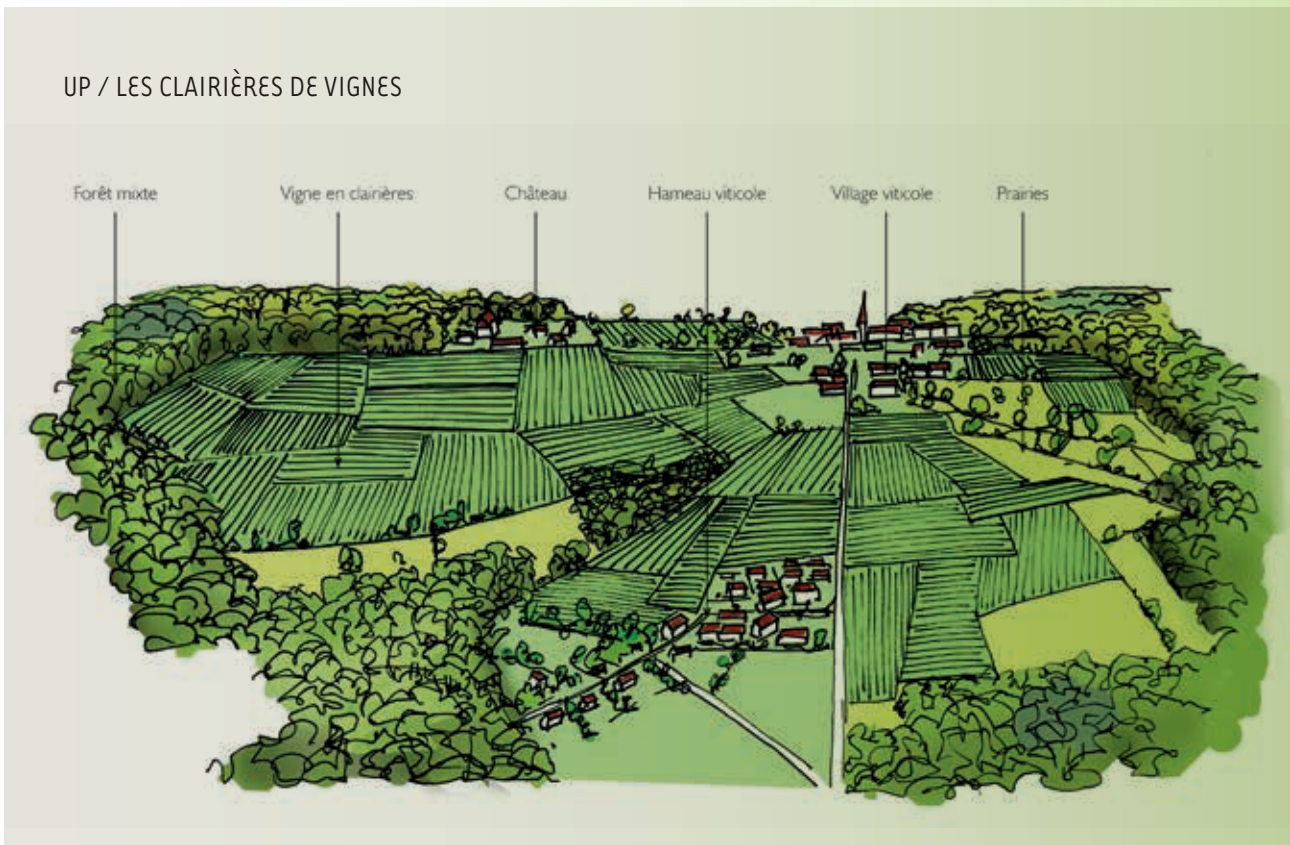 UP / LES CLAIRIÈRES DE VIGNES
Forêt mixte Vigne en clairières Château Hameau viticole Village viticole Prairies